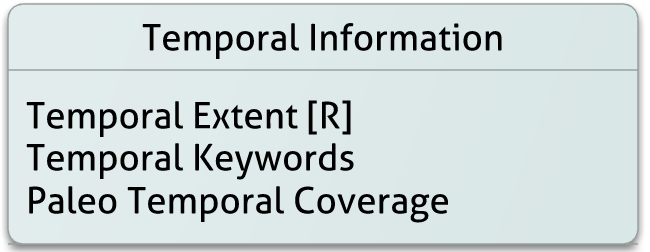 Temporal Information
Temporal Extent [R]
Temporal Keywords
Paleo Temporal Coverage